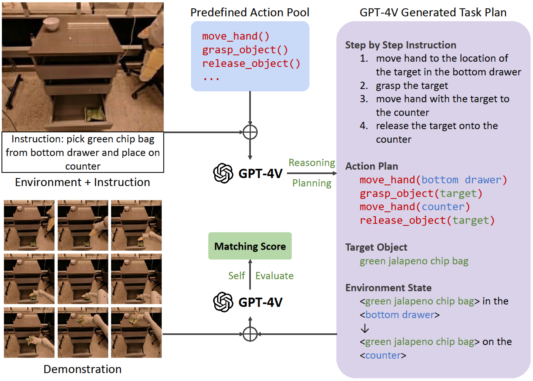 Predefined Action Pool
move_hand()
grasp_object()
release_object()
...
Instruction: pick green chip bag
from bottom drawer and place on
counter
Environment + Instruction
GPT-4V
Reasoning
Planning
Matching Score
Self Evaluate
GPT-4V
Demonstration
GPT-4V Generated Task Plan
Step by Step Instruction
1. move hand to the location of
the target in the bottom drawer
2. grasp the target
3. move hand with the target to
the counter
4. release the target onto the
counter
Action Plan
move_hand(bottom drawer)
grasp_object(target)
move_hand(counter)
release_object(target)
Target Object
green jalapeno chip bag
Environment State
<green jalapeno chip bag> in the
<bottom drawer>
↓
<green jalapeno chip bag> on the
<counter>